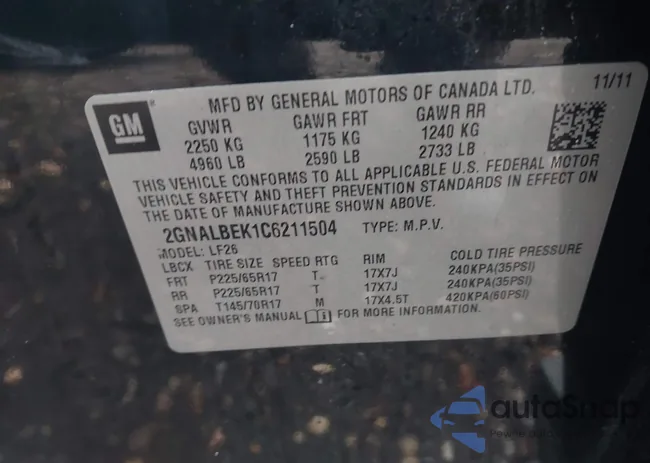 MFD BY GENERAL MOTORS OF CANADA LTD. 11/11
GM
GVWR GAWR FRT GAWR RR
2250 KG 1175 KG 1240 KG
4960 LB 2590 LB 2733 LB
THIS VEHICLE CONFORMS TO ALL APPLICABLE U.S. FEDERAL MOTOR
VEHICLE SAFETY AND THEFT PREVENTION STANDARDS IN EFFECT ON
THE DATE OF MANUFACTURE SHOWN ABOVE.
2GNALBEK1C6211504 TYPE: M.P.V.
MODEL: LF26
LBCX TIRE SIZE SPEED RTG RIM COLD TIRE PRESSURE
FRT P225/65R17 T 17X7J 240KPA(35PSI)
RR P225/65R17 T 17X7J 240KPA(35PSI)
SPA T145/70R17 M 17X4.5T 420KPA(60PSI)
SEE OWNER'S MANUAL FOR MORE INFORMATION.
autoSnap